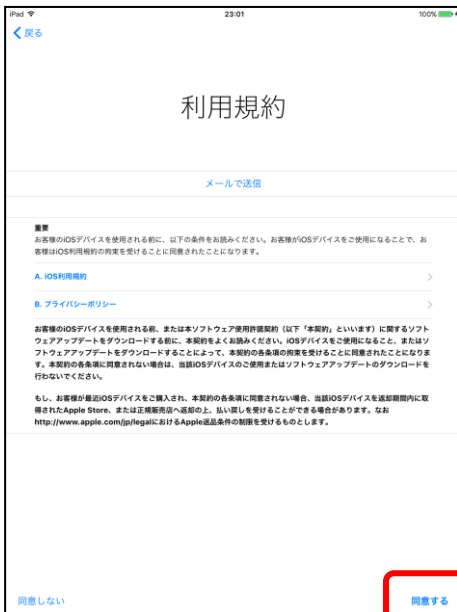 iPad 23:01 100%
戻る
利用規約
メールで送信
重要
お客様のiOSデバイスを使用される前に、以下の条件をお読みください。お客様がiOSデバイスをご使用になることで、お
客様はiOS利用規約の拘束を受けることに同意されたことになります。
A. iOS利用規約
B. プライバシーポリシー
お客様のiOSデバイスを使用される前、または本ソフトウェア使用許諾契約（以下「本契約」といいます）に関するソフト
ウェアアップデートをダウンロードする前に、本契約をよくお読みください。iOSデバイスをご使用になること、またはソ
フトウェアアップデートをダウンロードすることによって、本契約の各条項の拘束を受けることに同意されたことになりま
す。本契約の各条項に同意されない場合は、当該iOSデバイスのご使用またはソフトウェアアップデートのダウンロードを
行わないでください。
もし、お客様が最近iOSデバイスをご購入され、本契約の各条項に同意されない場合、当該iOSデバイスを返却期間内に取
得されたApple Store、または正規販売店へ返却の上、払い戻しを受けることができる場合があります。なお
http://www.apple.com/jp/legalにおけるApple返品条件の制限を受けるものとします。
同意しない
同意する